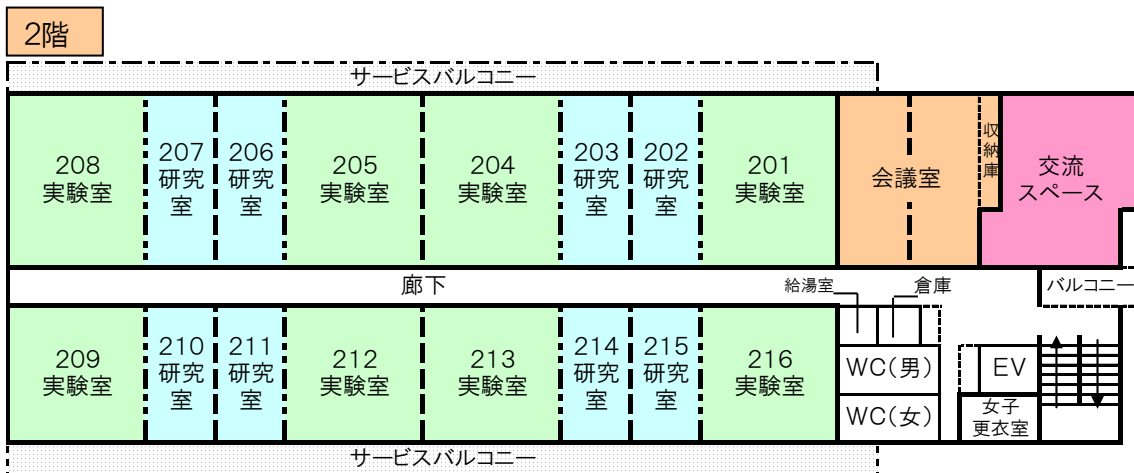 2階
サービスバルコニー
208
実験室
207
研究
室
206
研究
室
205
実験室
204
実験室
203
研究
室
202
研究
室
201
実験室
会議室
収
納
庫
交流
スペース
廊下
給湯室
倉庫
バルコニー
209
実験室
210
研究
室
211
研究
室
212
実験室
213
実験室
214
研究
室
215
研究
室
216
実験室
WC(男)
WC(女)
EV
女子
更衣室
サービスバルコニー